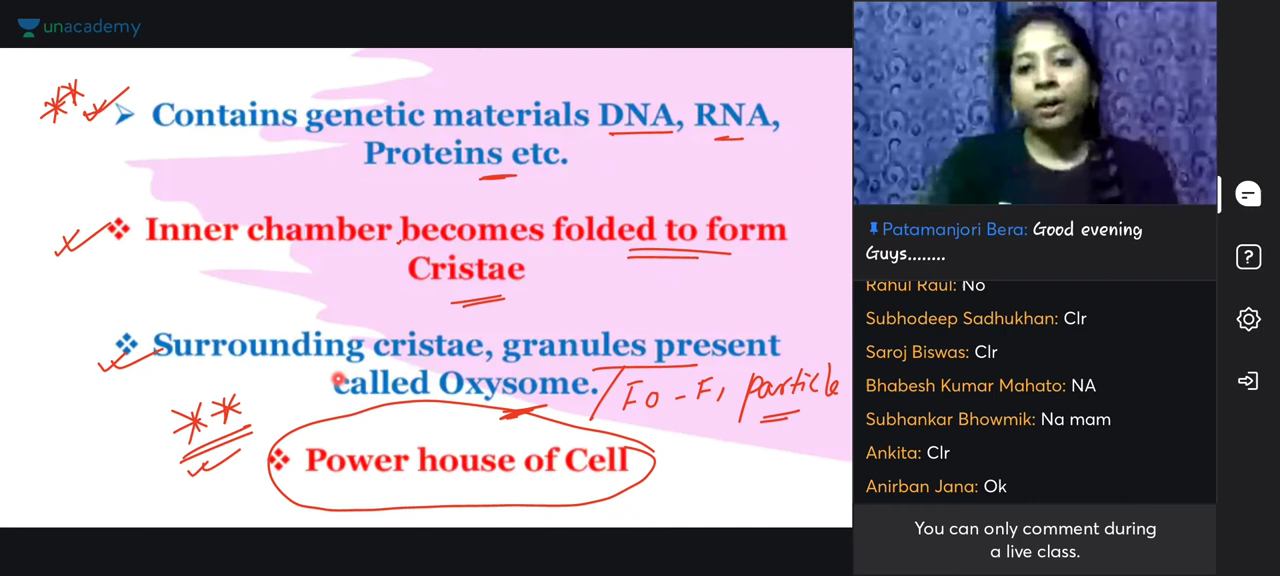 unacademy
Contains genetic materials DNA, RNA,
Proteins etc.
Inner chamber becomes folded to form
Cristae
Surrounding cristae, granules present
called Oxysome. / F0 - F1 particle
Power house of Cell
Patamanjori Bera: Good evening
Guys........
Rahul Raul: No
Subhodeep Sadhukhan: Clr
Saroj Biswas: Clr
Bhabesh Kumar Mahato: NA
Subhankar Bhowmik: Na mam
Ankita: Clr
Anirban Jana: Ok
You can only comment during
a live class.